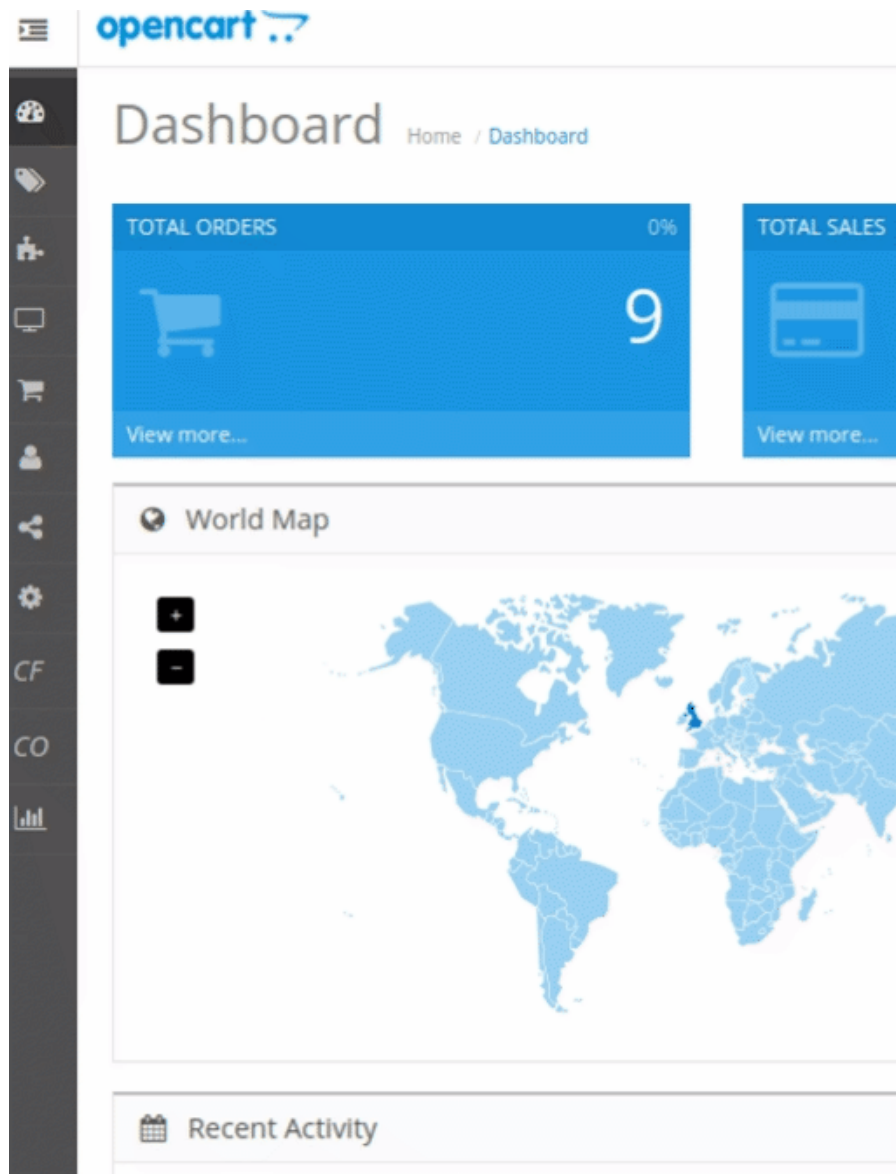 opencart
Dashboard Home / Dashboard
TOTAL ORDERS 0%
9
View more...
TOTAL SALES
View more...
World Map
+
−
CF
CO
Recent Activity